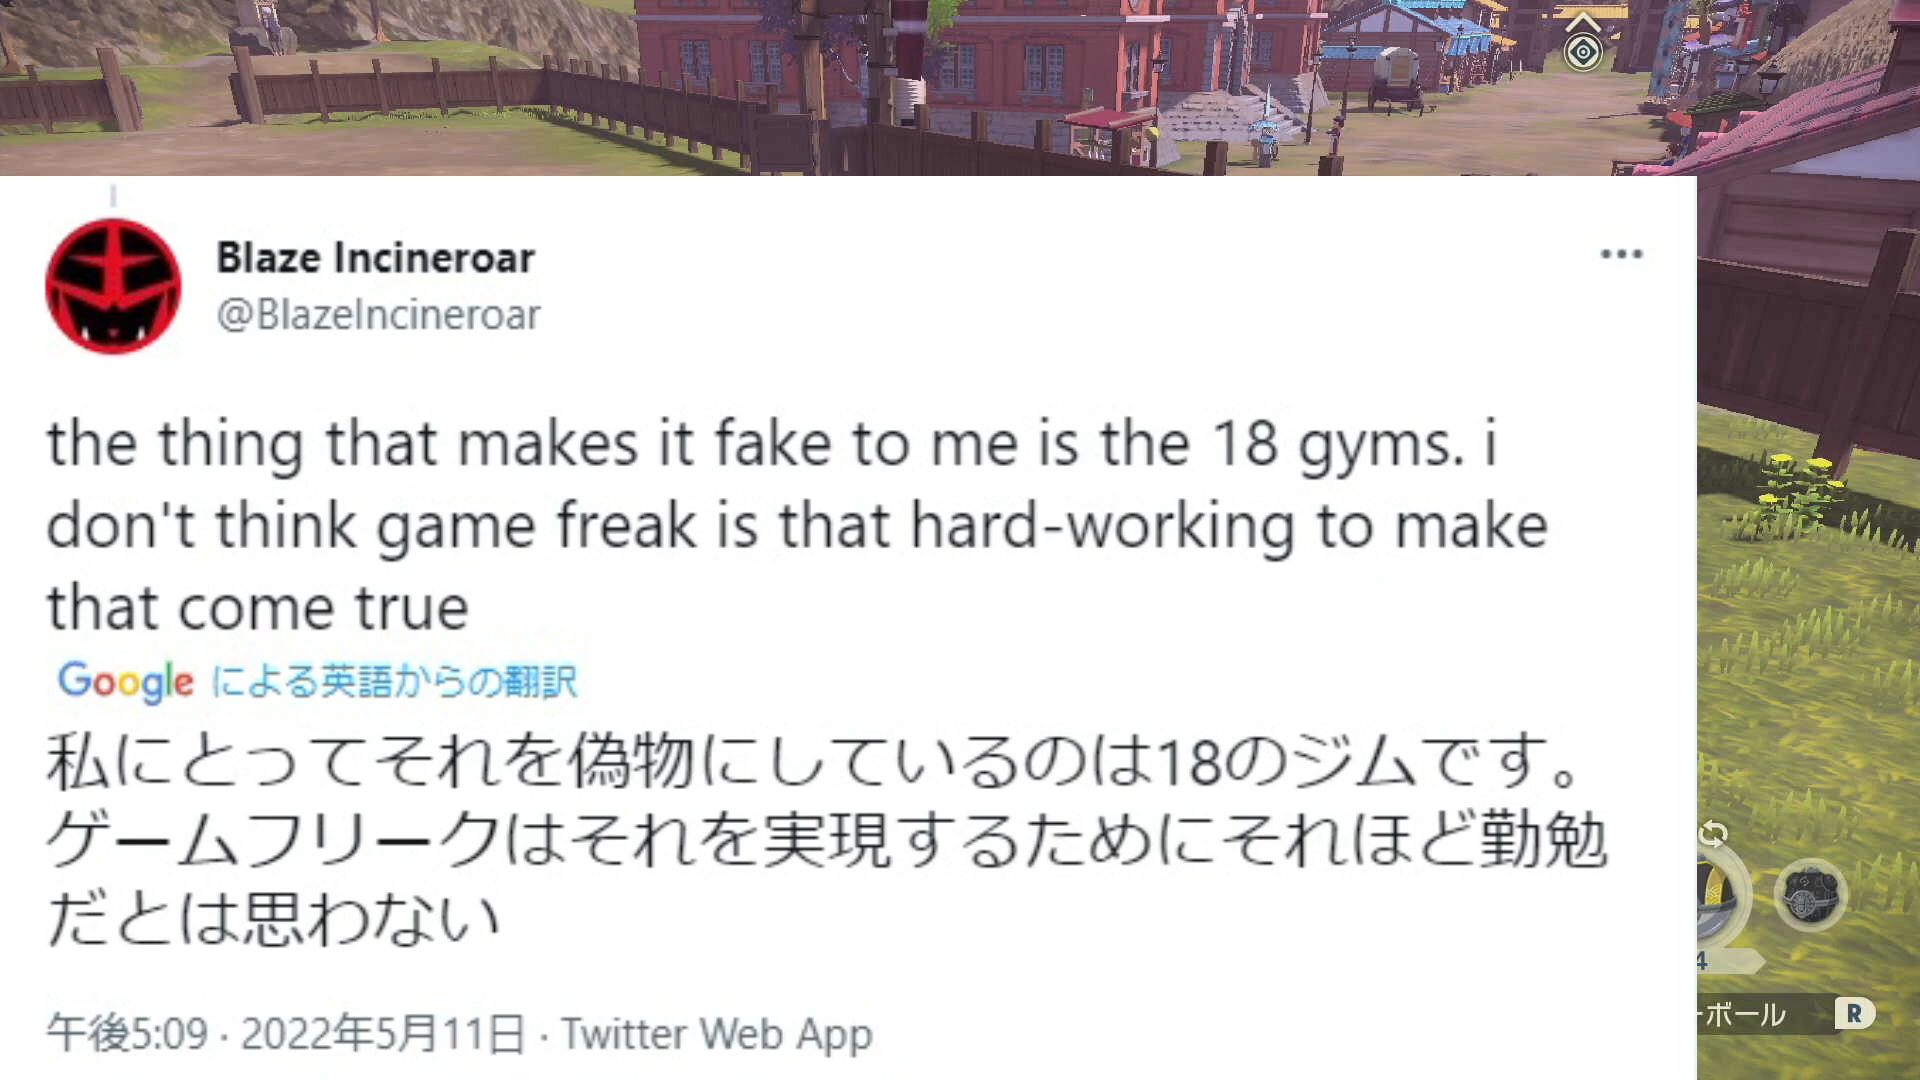 Blaze Incineroar
@BlazeIncineroar
the thing that makes it fake to me is the 18 gyms. i
don't think game freak is that hard-working to make
that come true
Google による英語からの翻訳
私にとってそれを偽物にしているのは18のジムです。
ゲームフリークはそれを実現するためにそれほど勤勉
だとは思わない
午後5:09 · 2022年5月11日 · Twitter Web App
4
ーボール R